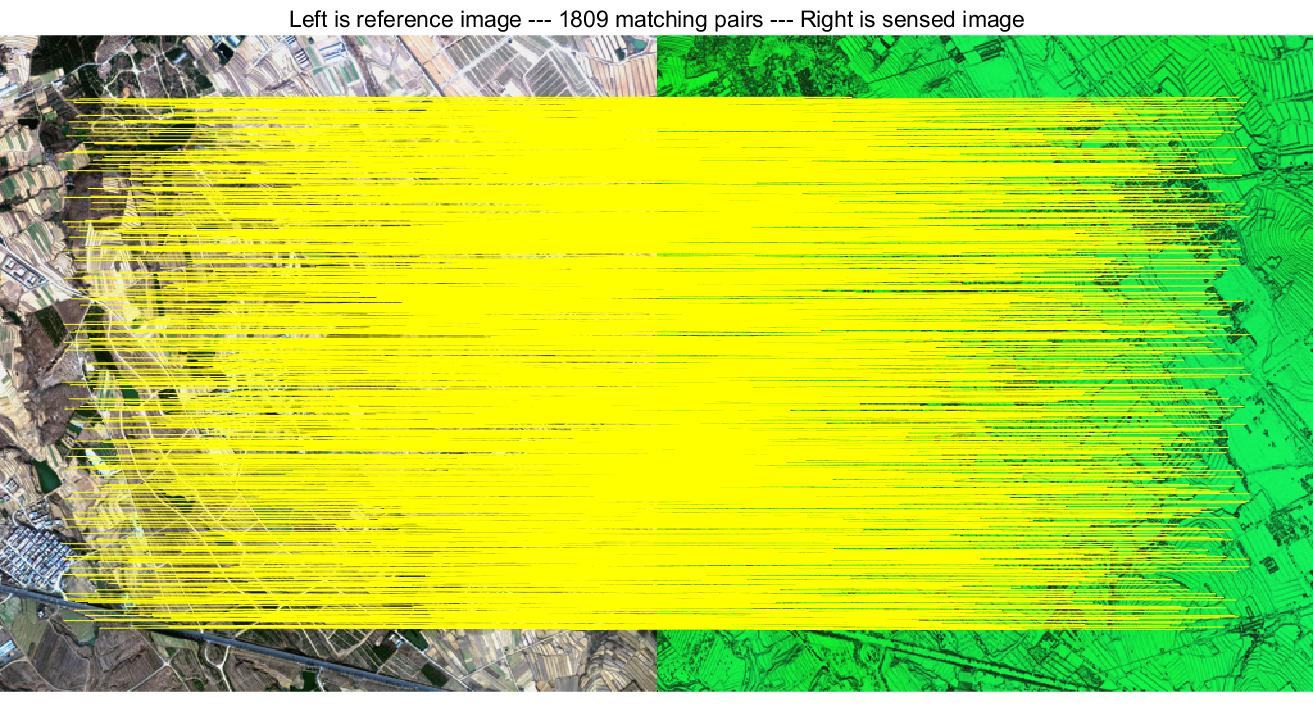 Left is reference image --- 1809 matching pairs --- Right is sensed image